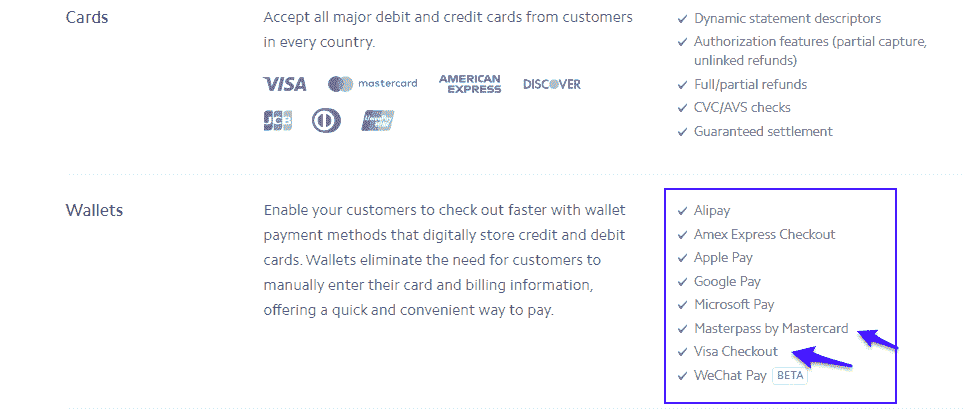 Cards
Accept all major debit and credit cards from customers
in every country.
VISA mastercard AMERICAN EXPRESS DISCOVER
JCB UnionPay
Dynamic statement descriptors
Authorization features (partial capture,
unlinked refunds)
Full/partial refunds
CVC/AVS checks
Guaranteed settlement
Wallets
Enable your customers to check out faster with wallet
payment methods that digitally store credit and debit
cards. Wallets eliminate the need for customers to
manually enter their card and billing information,
offering a quick and convenient way to pay.
Alipay
Amex Express Checkout
Apple Pay
Google Pay
Microsoft Pay
Masterpass by Mastercard
Visa Checkout
WeChat Pay BETA